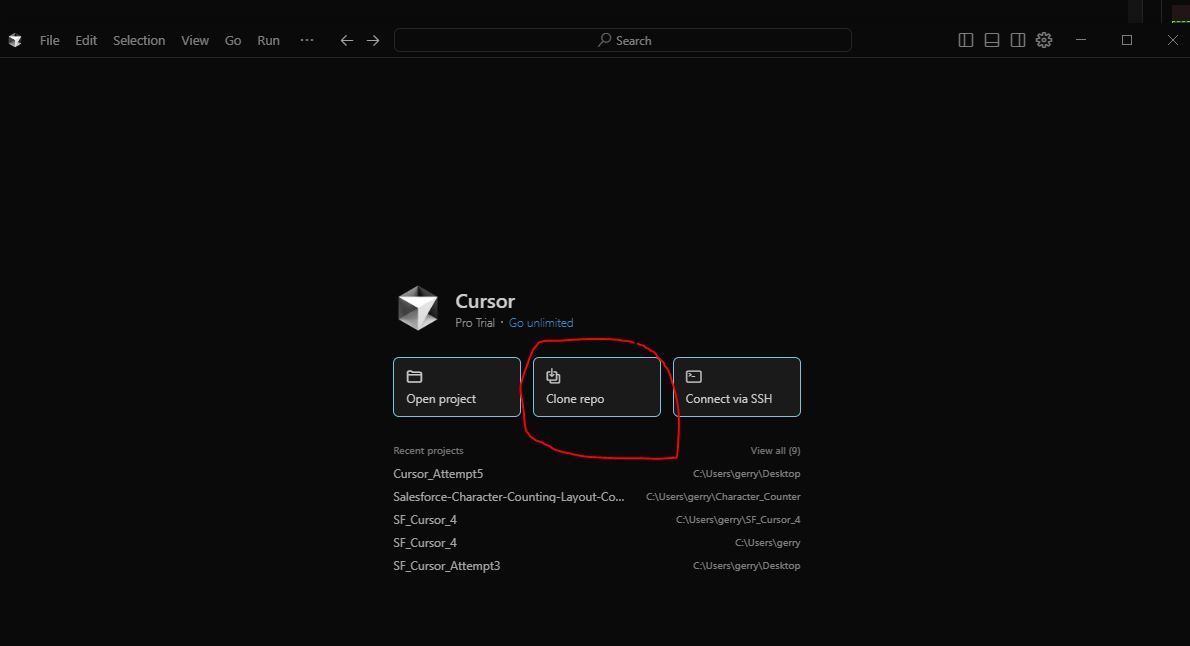 File Edit Selection View Go Run ··· Search
Cursor
Pro Trial · Go unlimited
Open project Clone repo Connect via SSH
Recent projects View all (9)
Cursor_Attempt5 C:\Users\gerry\Desktop
Salesforce-Character-Counting-Layout-Co... C:\Users\gerry\Character_Counter
SF_Cursor_4 C:\Users\gerry\SF_Cursor_4
SF_Cursor_4 C:\Users\gerry
SF_Cursor_Attempt3 C:\Users\gerry\Desktop